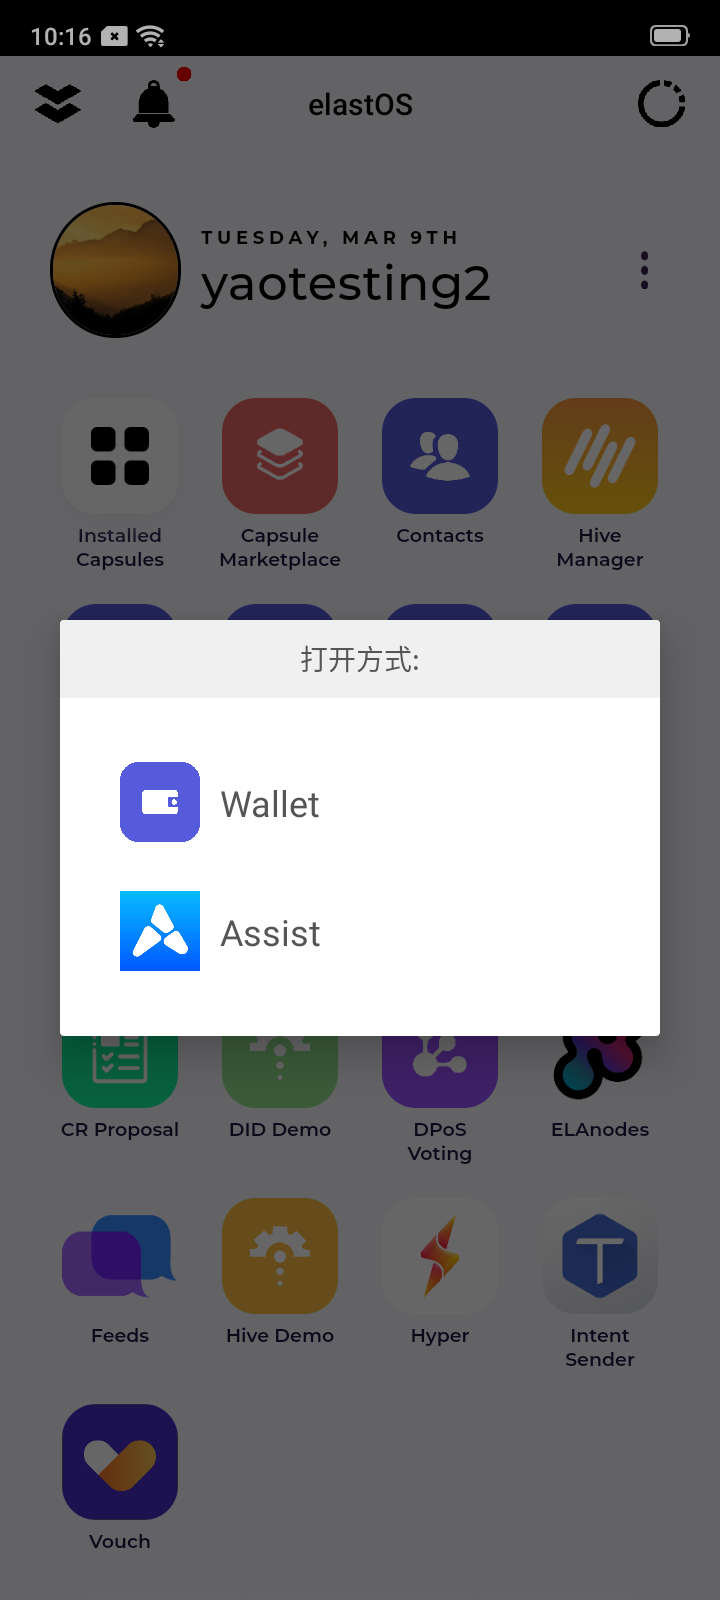 10:16
elastOS
TUESDAY, MAR 9TH
yaotesting2
Installed
Capsules
Capsule
Marketplace
Contacts
Hive
Manager
打开方式:
Wallet
Assist
CR Proposal
DID Demo
DPoS
Voting
ELAnodes
Feeds
Hive Demo
Hyper
Intent
Sender
Vouch